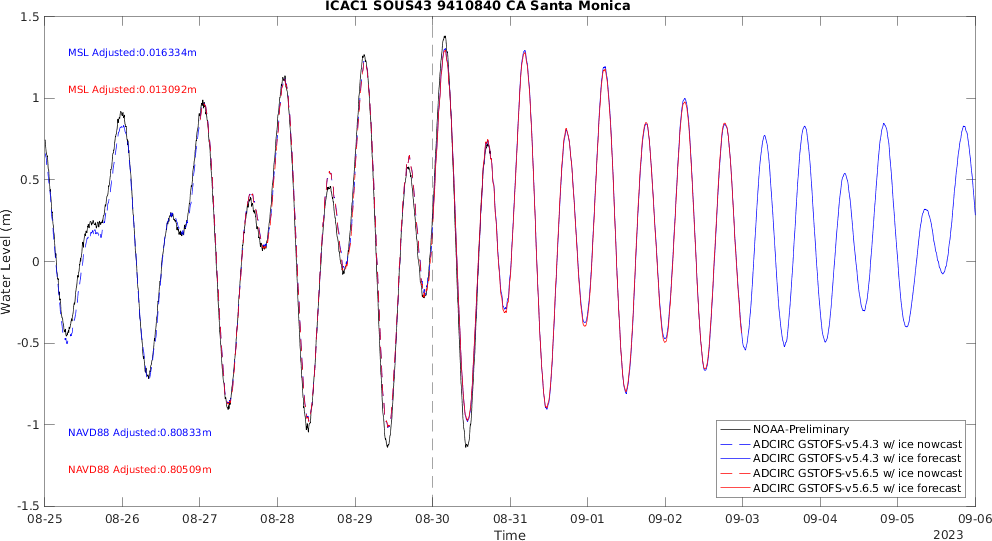 ICAC1 SOUS43 9410840 CA Santa Monica
1.5
1
0.5
0
-0.5
-1
-1.5
Water Level (m)
MSL Adjusted:0.016334m
MSL Adjusted:0.013092m
NAVD88 Adjusted:0.80833m
NAVD88 Adjusted:0.80509m
NOAA-Preliminary
ADCIRC GSTOFS-v5.4.3 w/ ice nowcast
ADCIRC GSTOFS-v5.4.3 w/ ice forecast
ADCIRC GSTOFS-v5.6.5 w/ ice nowcast
ADCIRC GSTOFS-v5.6.5 w/ ice forecast
08-25 08-26 08-27 08-28 08-29 08-30 08-31 09-01 09-02 09-03 09-04 09-05 09-06
Time
2023